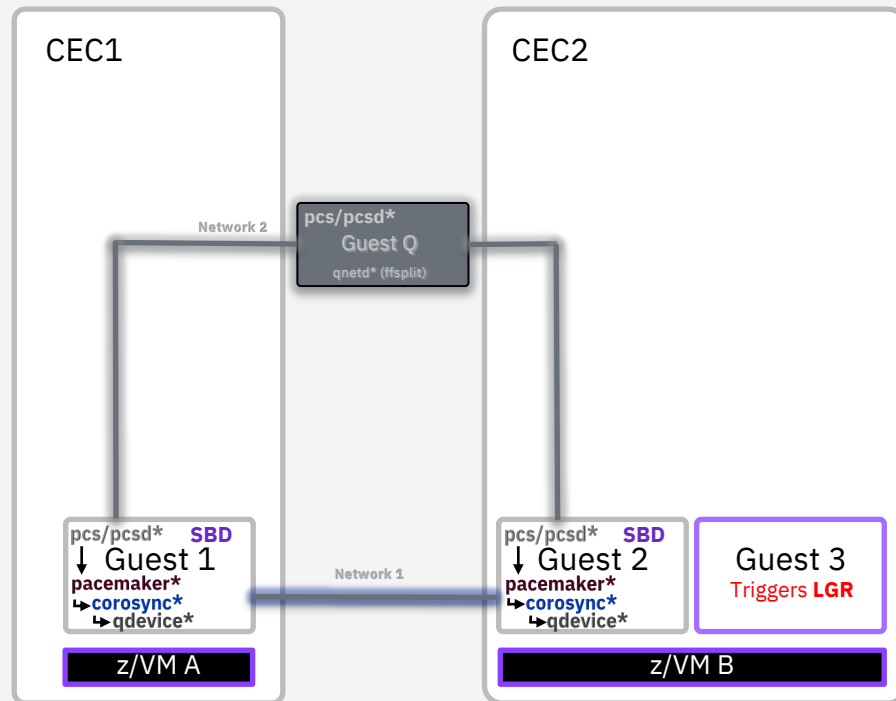 CEC1
CEC2
Network 2
pcs/pcsd*
Guest Q
qnetd* (ffsplit)
pcs/pcsd* SBD
Guest 1
pacemaker*
corosync*
qdevice*
Network 1
pcs/pcsd* SBD
Guest 2
pacemaker*
corosync*
qdevice*
Guest 3
Triggers LGR
z/VM A
z/VM B